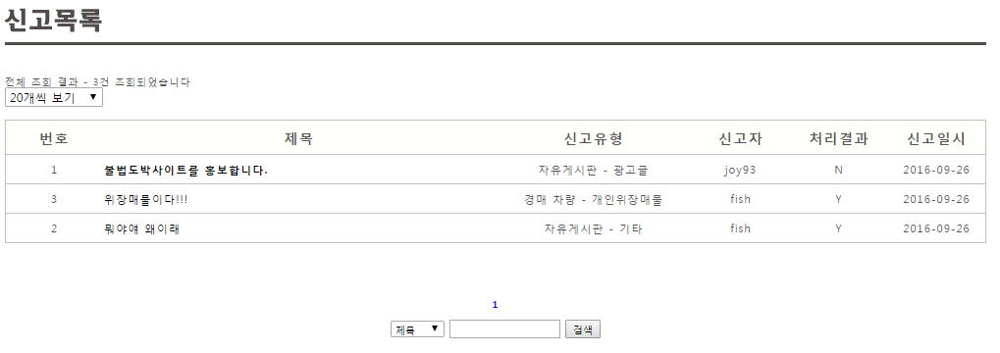 신고목록
전체 조회 결과 - 3건 조회되었습니다
20개씩 보기 ▼
번호 제목 신고유형 신고자 처리결과 신고일시
1 불법도박사이트를 홍보합니다. 자유게시판 - 광고글 joy93 N 2016-09-26
3 위장매물이다!!! 경매 차량 - 개인위장매물 fish Y 2016-09-26
2 뭐야얘 왜이래 자유게시판 - 기타 fish Y 2016-09-26
1
제목 ▼ 검색